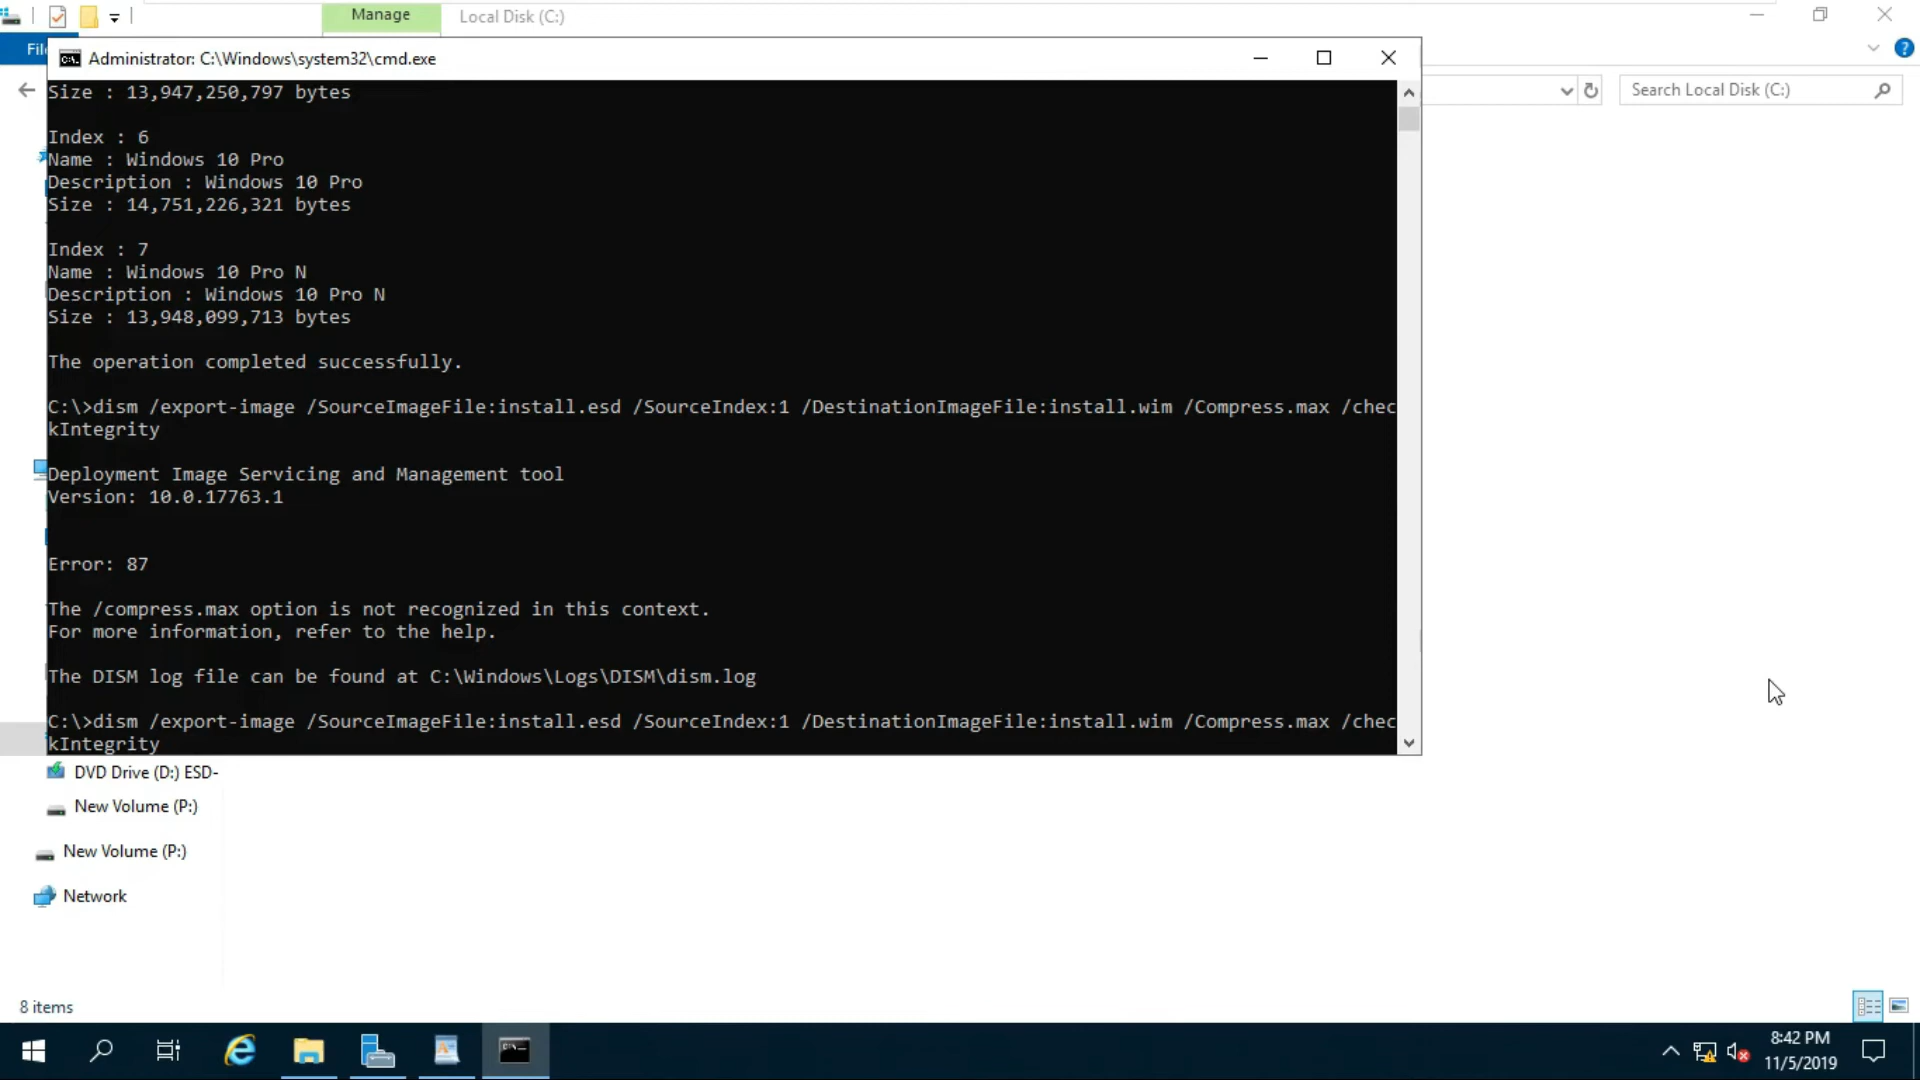 Manage
Local Disk (C:)
Administrator: C:\Windows\system32\cmd.exe
Search Local Disk (C:)
Size : 13,947,250,797 bytes
Index : 6
Name : Windows 10 Pro
Description : Windows 10 Pro
Size : 14,751,226,321 bytes
Index : 7
Name : Windows 10 Pro N
Description : Windows 10 Pro N
Size : 13,948,099,713 bytes
The operation completed successfully.
C:\>dism /export-image /SourceImageFile:install.esd /SourceIndex:1 /DestinationImageFile:install.wim /Compress.max /chec
kIntegrity
Deployment Image Servicing and Management tool
Version: 10.0.17763.1
Error: 87
The /compress.max option is not recognized in this context.
For more information, refer to the help.
The DISM log file can be found at C:\Windows\Logs\DISM\dism.log
C:\>dism /export-image /SourceImageFile:install.esd /SourceIndex:1 /DestinationImageFile:install.wim /Compress.max /chec
kIntegrity
DVD Drive (D:) ESD-
New Volume (P:)
New Volume (P:)
Network
8 items
8:42 PM
11/5/2019